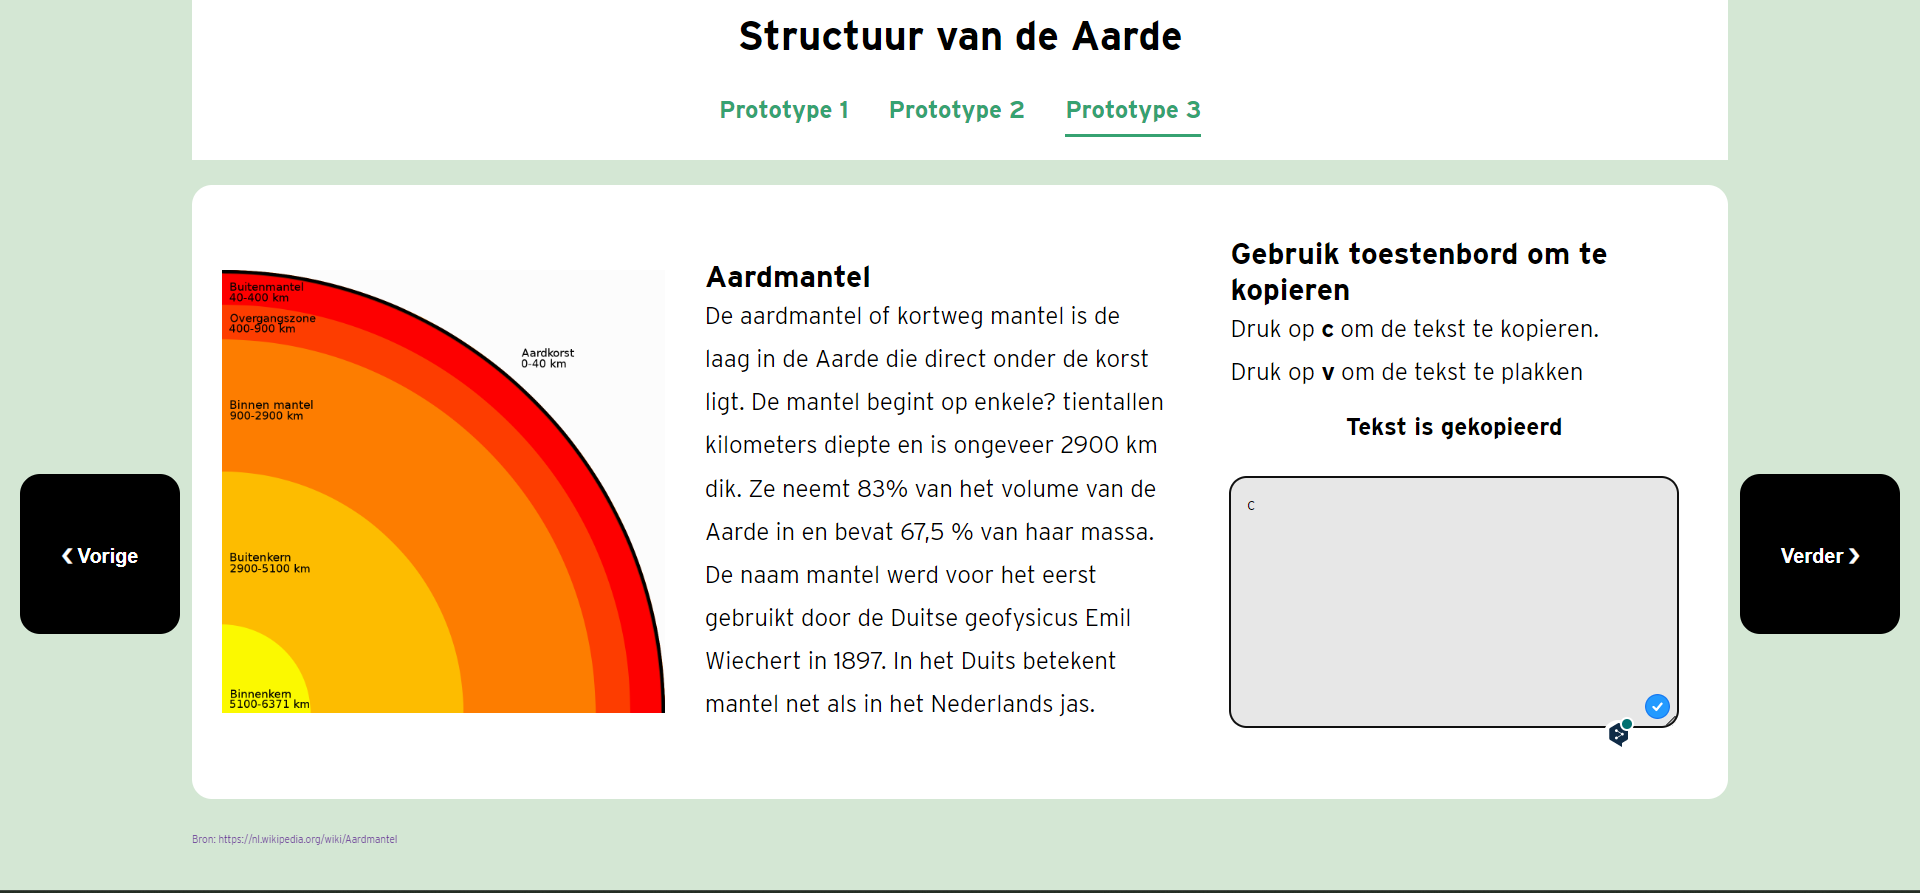 Structuur van de Aarde
Prototype 1 Prototype 2 Prototype 3
Buitenmantel
40-400 km
Overgangszone
400-900 km
Aardkorst
0-40 km
Binnen mantel
900-2900 km
Buitenkern
2900-5100 km
Binnenkern
5100-6371 km
Aardmantel
De aardmantel of kortweg mantel is de
laag in de Aarde die direct onder de korst
ligt. De mantel begint op enkele? tientallen
kilometers diepte en is ongeveer 2900 km
dik. Ze neemt 83% van het volume van de
Aarde in en bevat 67,5 % van haar massa.
De naam mantel werd voor het eerst
gebruikt door de Duitse geofysicus Emil
Wiechert in 1897. In het Duits betekent
mantel net als in het Nederlands jas.
Gebruik toestenbord om te
kopieren
Druk op c om de tekst te kopieren.
Druk op v om de tekst te plakken
Tekst is gekopieerd
c
❮ Vorige
Verder ❯
Bron: https://nl.wikipedia.org/wiki/Aardmantel